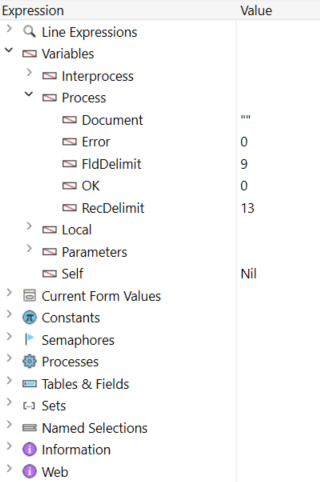 Expression Value
Line Expressions
Variables
Interprocess
Process
Document ""
Error 0
FldDelimit 9
OK 0
RecDelimit 13
Local
Parameters
Self Nil
Current Form Values
Constants
Semaphores
Processes
Tables & Fields
Sets
Named Selections
Information
Web